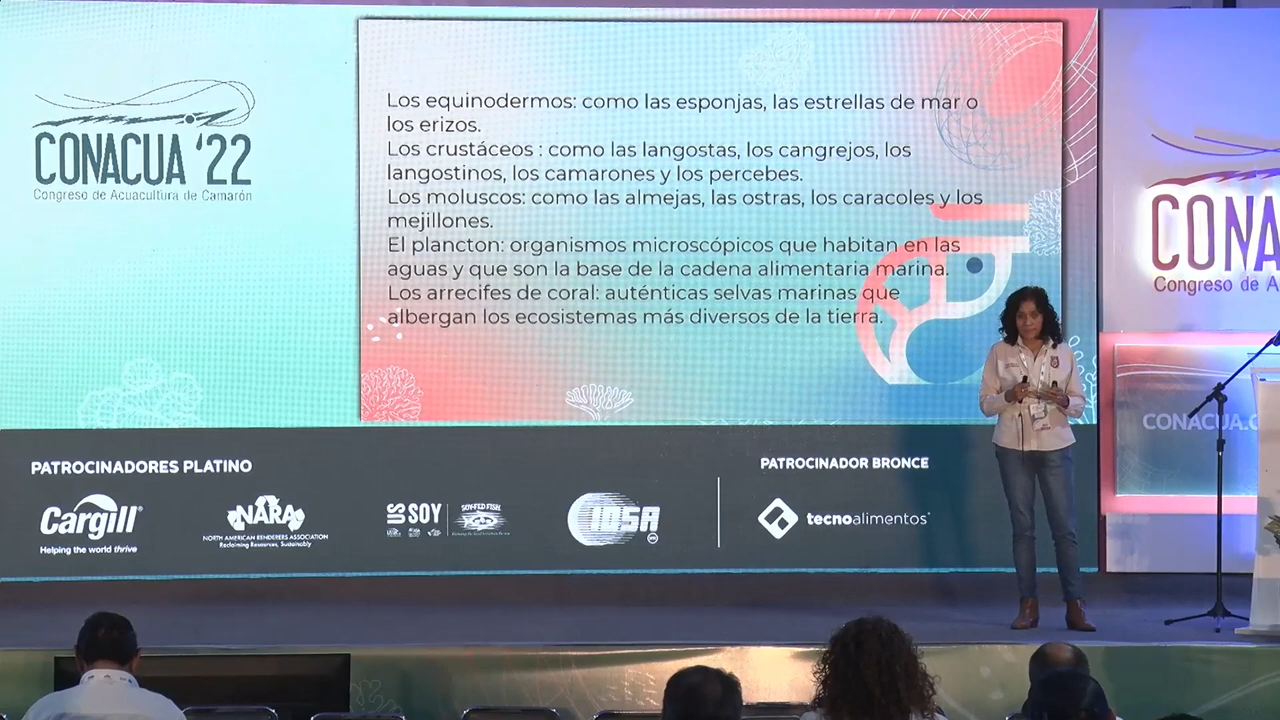 CONACUA '22
Congreso de Acuacultura de Camarón
Los equinodermos: como las esponjas, las estrellas de mar o
los erizos.
Los crustáceos : como las langostas, los cangrejos, los
langostinos, los camarones y los percebes.
Los moluscos: como las almejas, las ostras, los caracoles y los
mejillones.
El plancton: organismos microscópicos que habitan en las
aguas y que son la base de la cadena alimentaria marina.
Los arrecifes de coral: auténticas selvas marinas que
albergan los ecosistemas más diversos de la tierra.
CONA
Congreso de A
CONACUA.C
PATROCINADORES PLATINO
Cargill
Helping the world thrive
NARA
NORTH AMERICAN RENDERERS ASSOCIATION
Reclaiming Resources, Sustainably
US SOY
SOY-FED FISH
PATROCINADOR BRONCE
tecnoalimentos